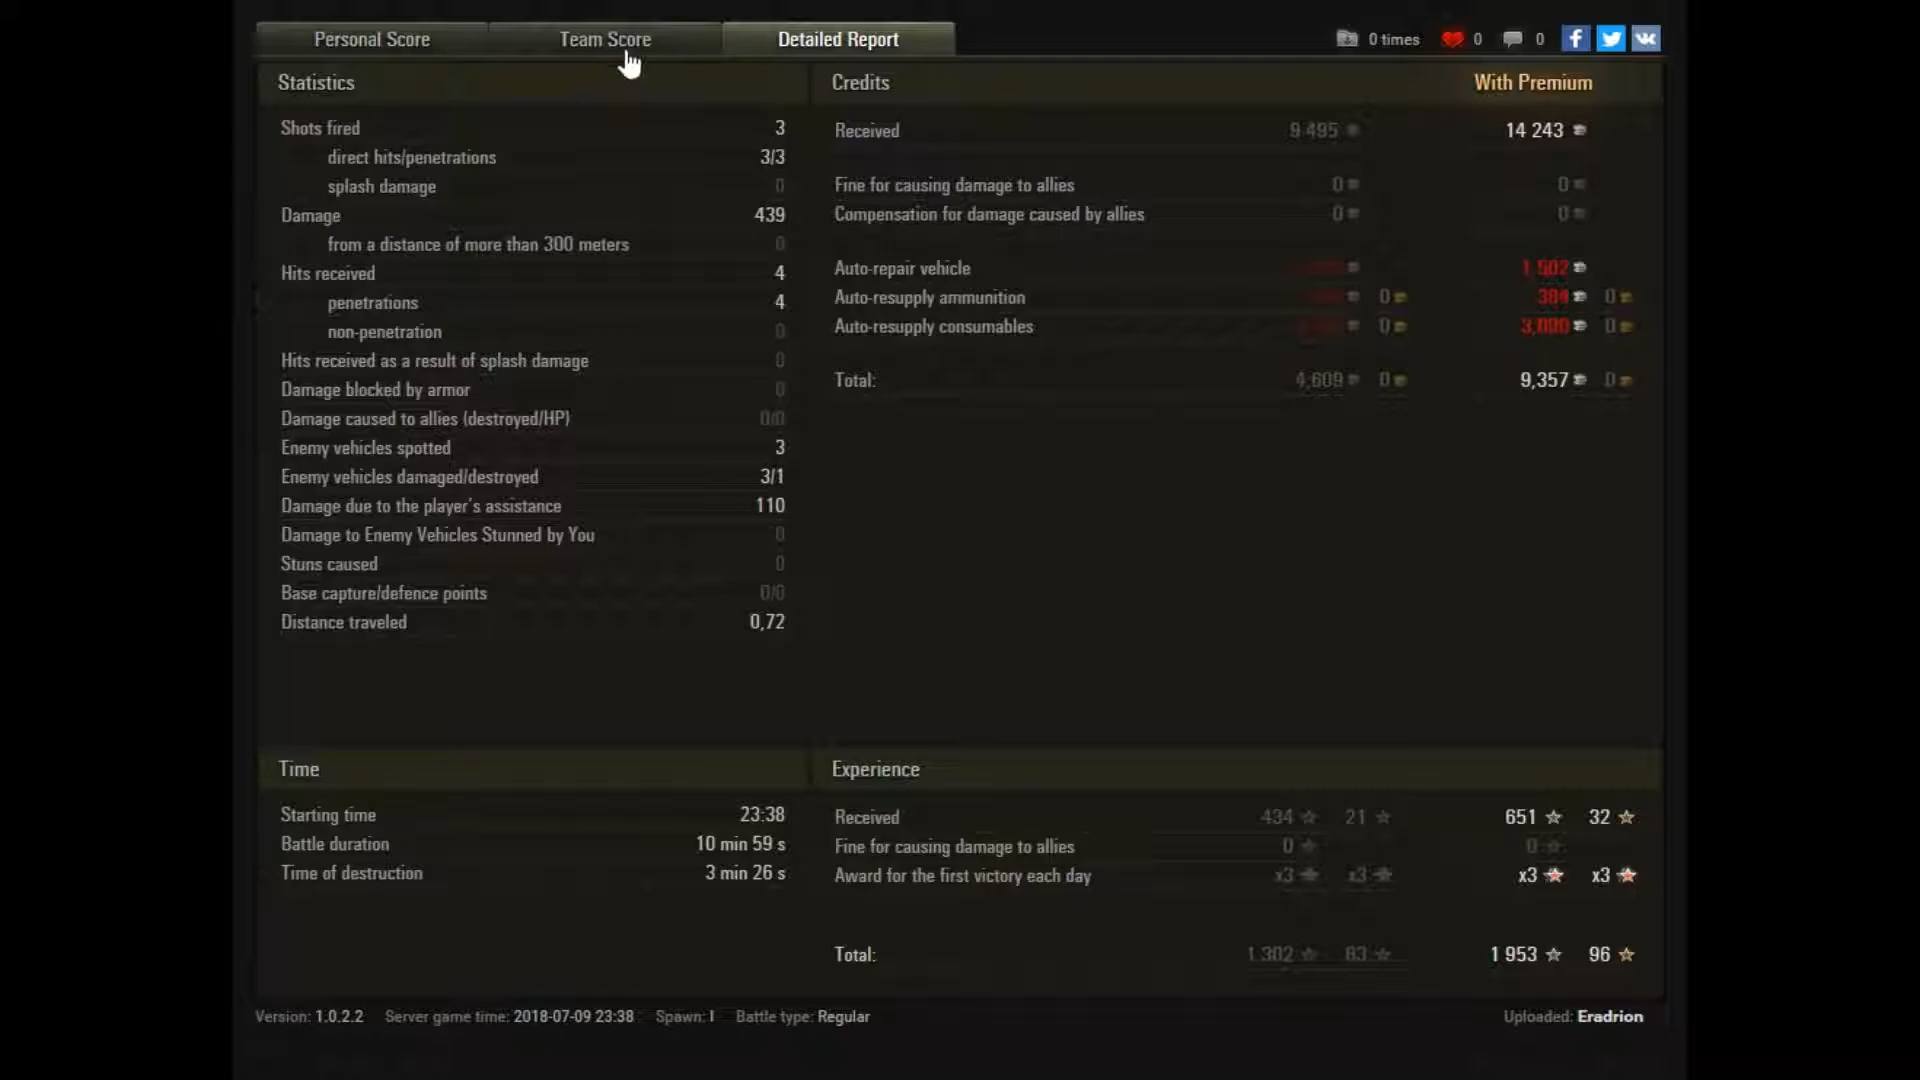 Personal Score Team Score Detailed Report 0 times 0 0
Statistics
Shots fired 3
direct hits/penetrations 3/3
splash damage 0
Damage 439
from a distance of more than 300 meters 0
Hits received 4
penetrations 4
non-penetration 0
Hits received as a result of splash damage 0
Damage blocked by armor 0
Damage caused to allies (destroyed/HP) 0/0
Enemy vehicles spotted 3
Enemy vehicles damaged/destroyed 3/1
Damage due to the player's assistance 110
Damage to Enemy Vehicles Stunned by You 0
Stuns caused 0
Base capture/defence points 0/0
Distance traveled 0,72
Credits With Premium
Received 9 495 14 243
Fine for causing damage to allies 0 0
Compensation for damage caused by allies 0 0
Auto-repair vehicle 1 502
Auto-resupply ammunition 0 384 0
Auto-resupply consumables 0 3,000 0
Total: 4,609 0 9,357 0
Time
Starting time 23:38
Battle duration 10 min 59 s
Time of destruction 3 min 26 s
Experience
Received 434 21 651 32
Fine for causing damage to allies 0 0
Award for the first victory each day x3 x3 x3 x3
Total: 1 302 63 1 953 96
Version: 1.0.2.2 Server game time: 2018-07-09 23:38 Spawn: I Battle type: Regular Uploaded: Eradrion